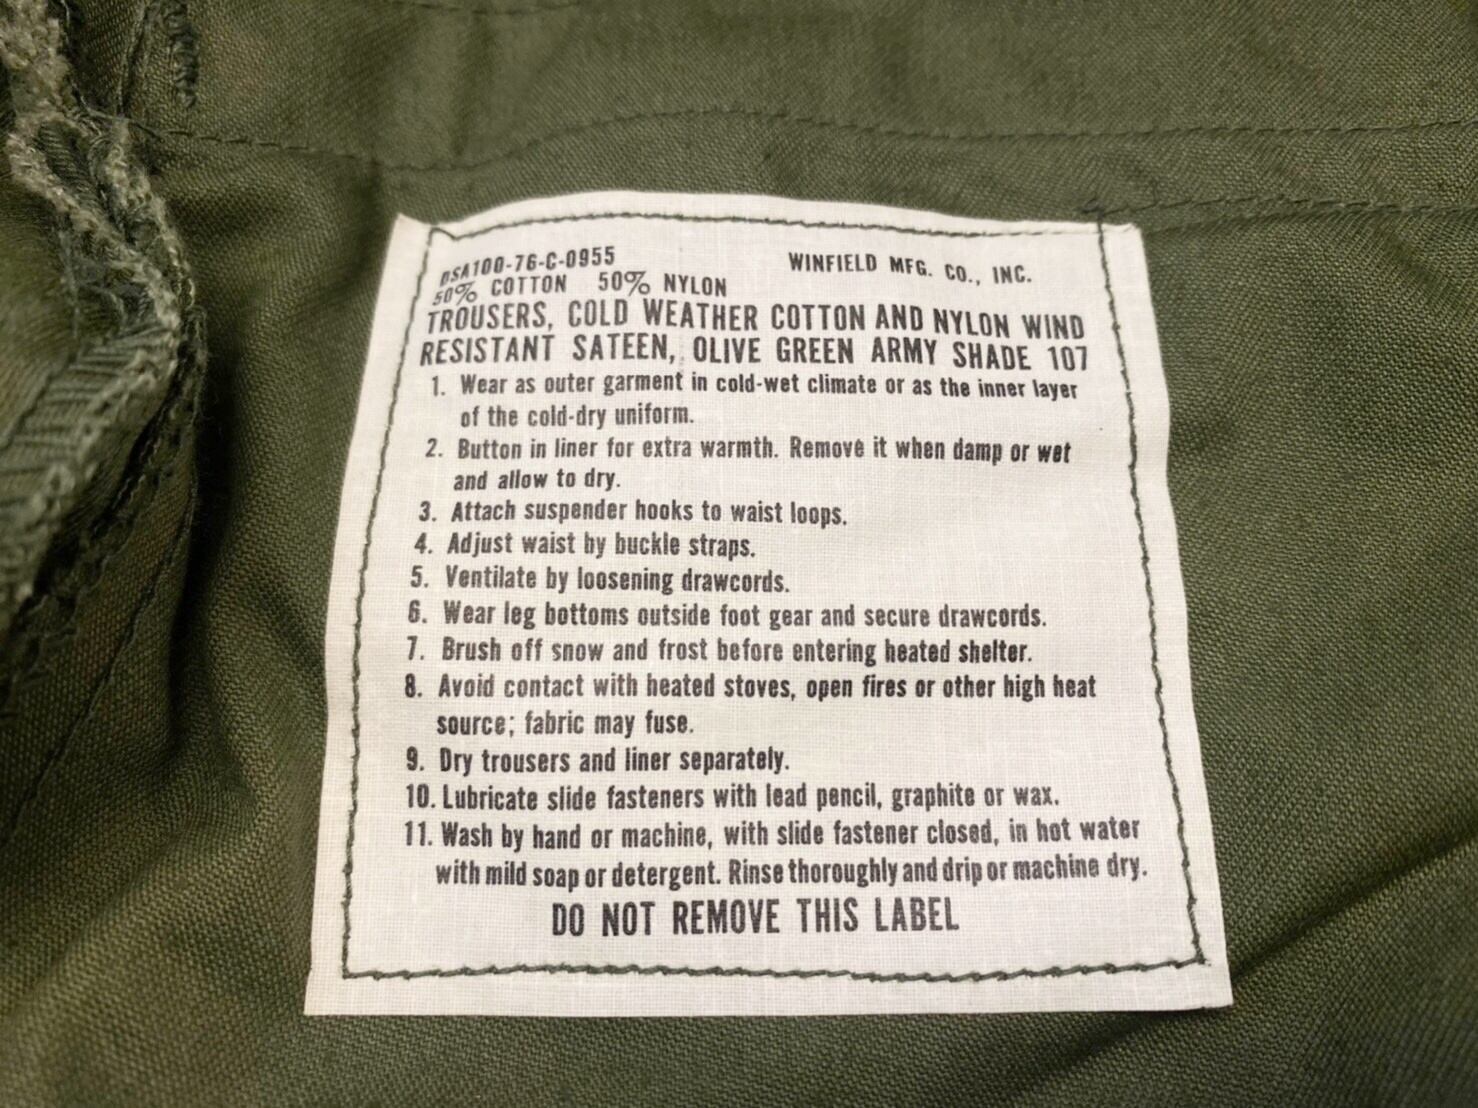 DSA100-76-C-0955 WINFIELD MFG. CO., INC.
50% COTTON 50% NYLON
TROUSERS, COLD WEATHER COTTON AND NYLON WIND
RESISTANT SATEEN, OLIVE GREEN ARMY SHADE 107
1. Wear as outer garment in cold-wet climate or as the inner layer
of the cold-dry uniform.
2. Button in liner for extra warmth. Remove it when damp or wet
and allow to dry.
3. Attach suspender hooks to waist loops.
4. Adjust waist by buckle straps.
5. Ventilate by loosening drawcords.
6. Wear leg bottoms outside foot gear and secure drawcords.
7. Brush off snow and frost before entering heated shelter.
8. Avoid contact with heated stoves, open fires or other high heat
source; fabric may fuse.
9. Dry trousers and liner separately.
10. Lubricate slide fasteners with lead pencil, graphite or wax.
11. Wash by hand or machine, with slide fastener closed, in hot water
with mild soap or detergent. Rinse thoroughly and drip or machine dry.
DO NOT REMOVE THIS LABEL